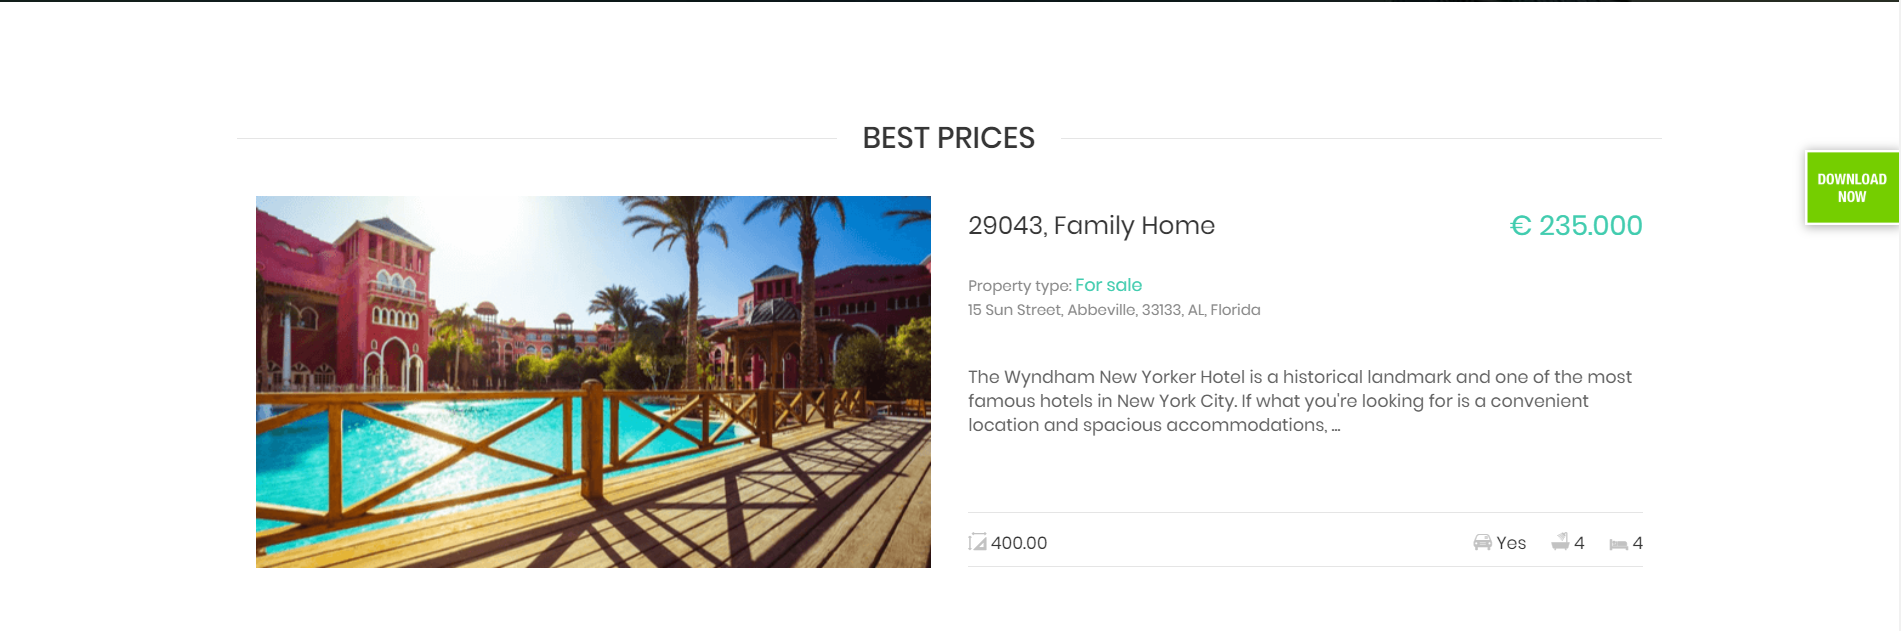 BEST PRICES
DOWNLOAD
NOW
29043, Family Home
€ 235.000
Property type: For sale
15 Sun Street, Abbeville, 33133, AL, Florida
The Wyndham New Yorker Hotel is a historical landmark and one of the most
famous hotels in New York City. If what you're looking for is a convenient
location and spacious accommodations, ...
400.00
Yes 4 4